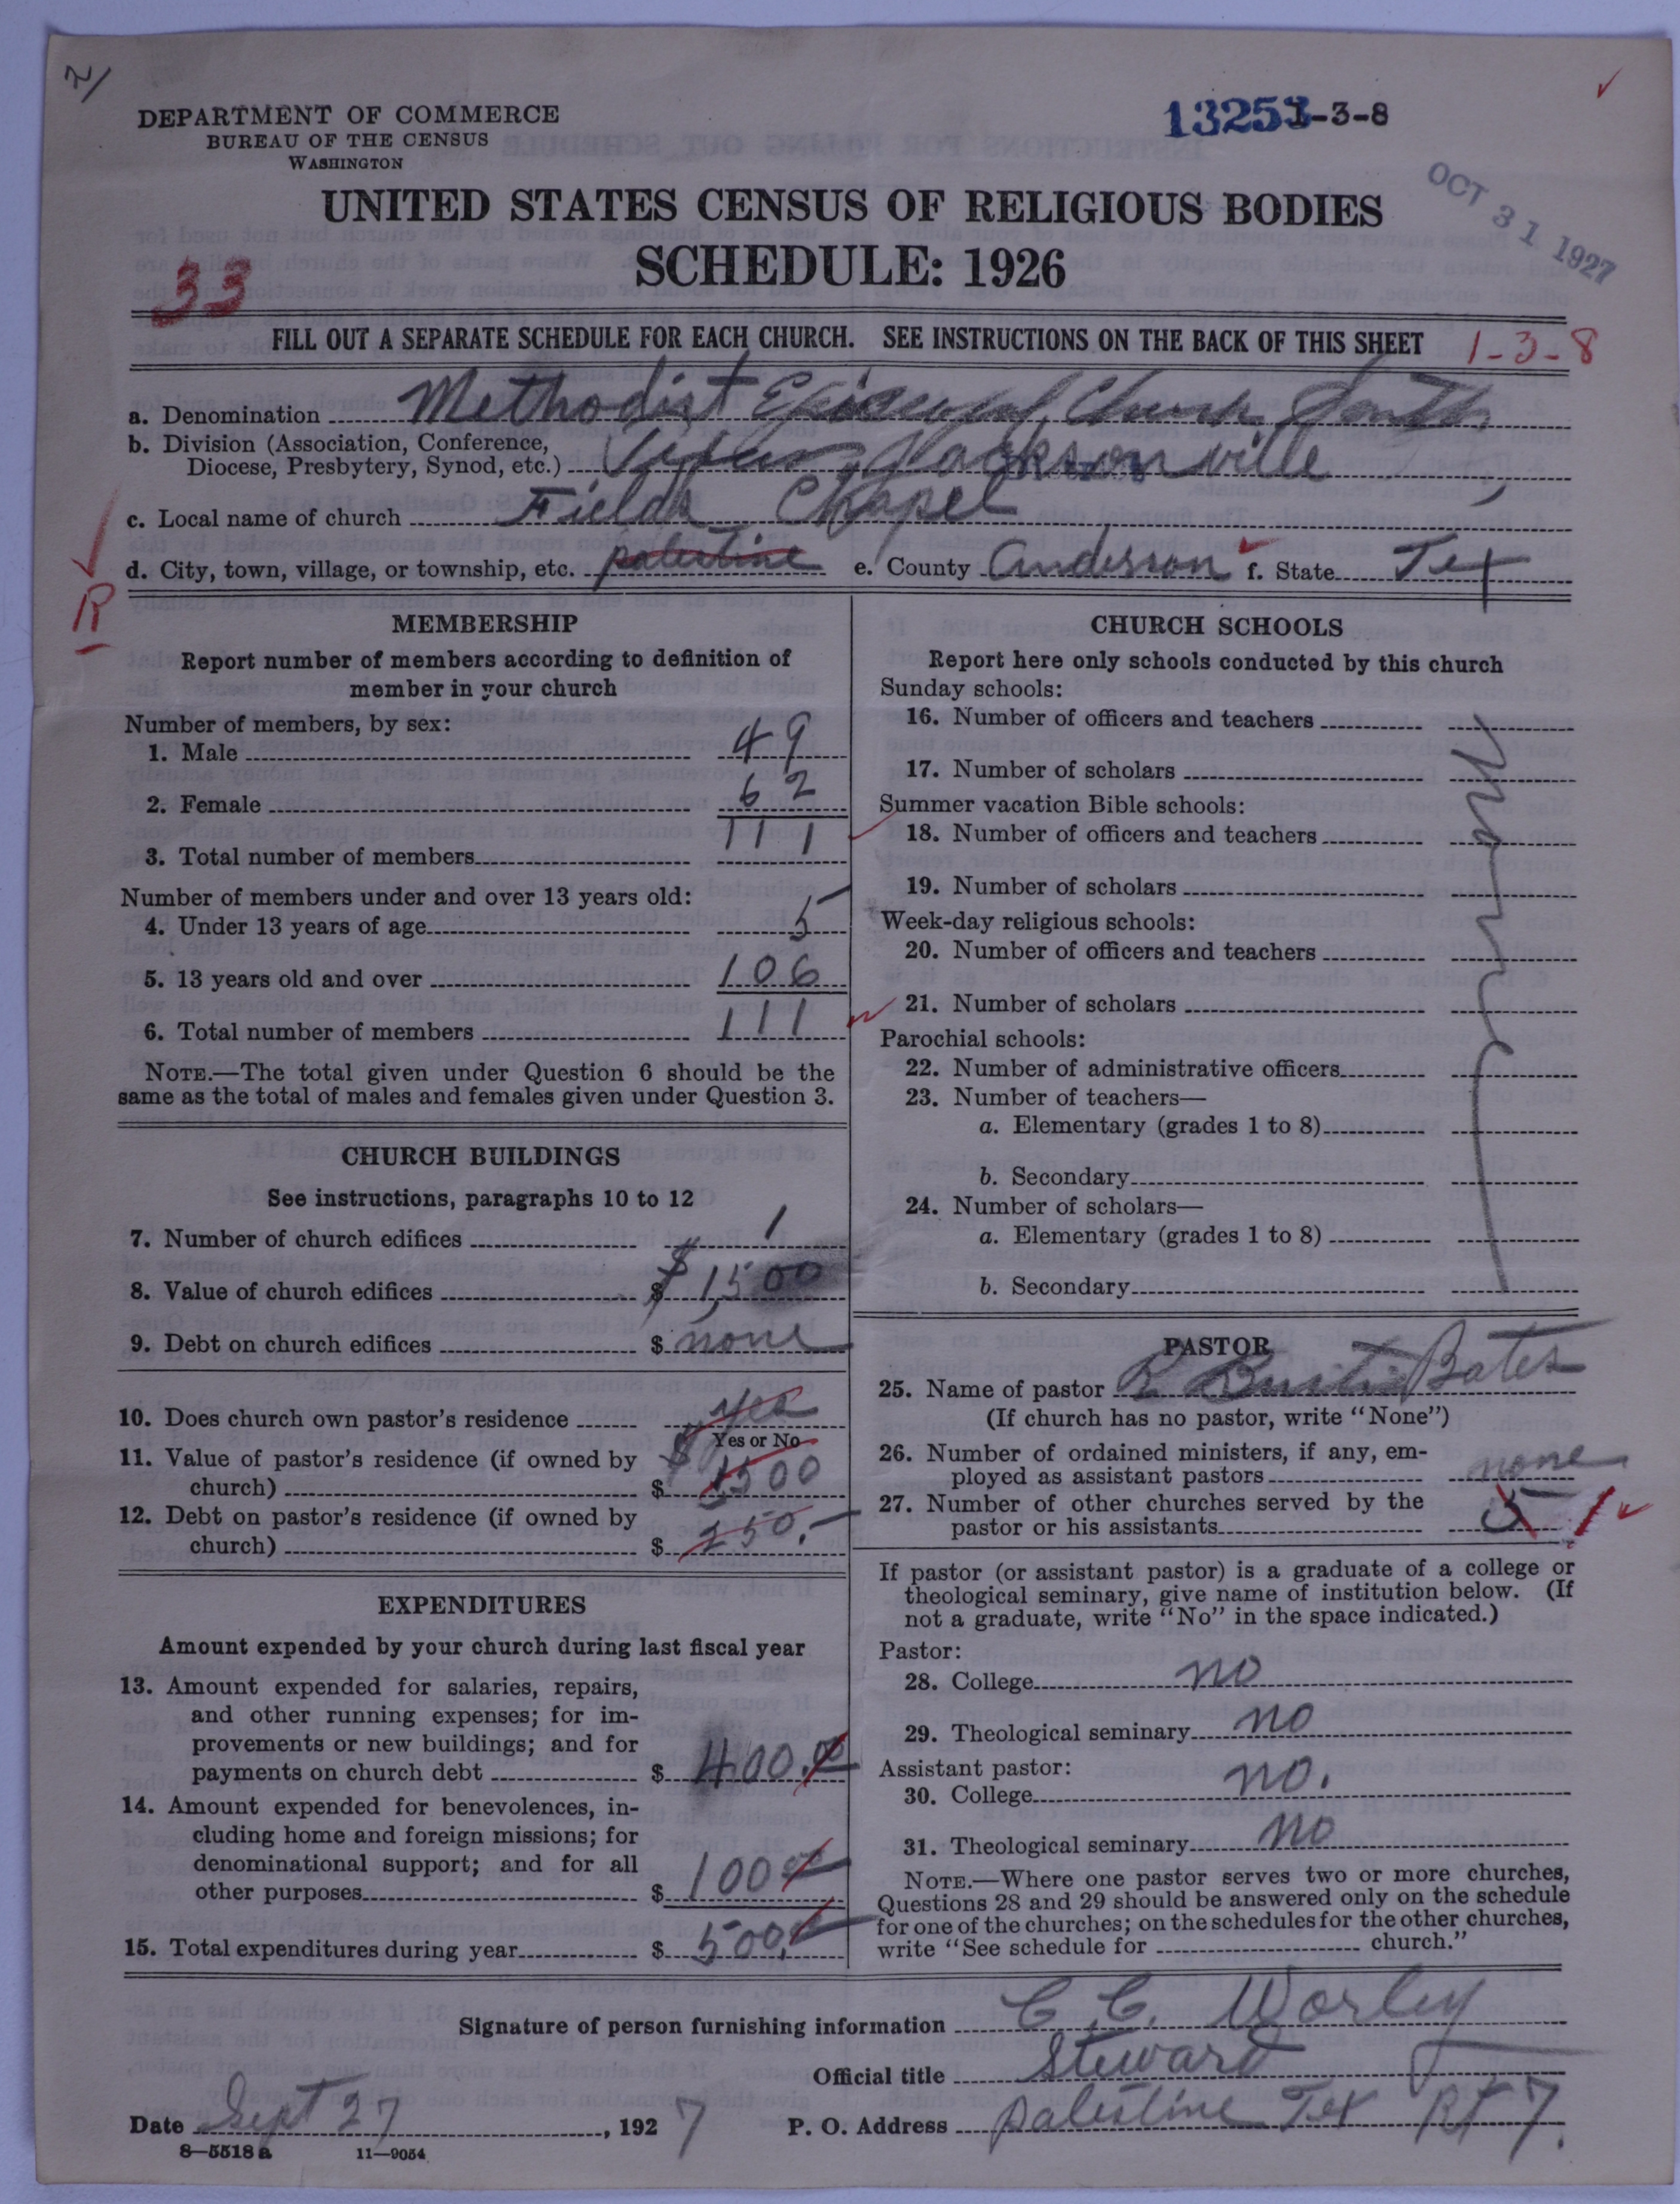 2/
DEPARTMENT OF COMMERCE
BUREAU OF THE CENSUS
WASHINGTON
13253 1-3-8
OCT 31 1927
UNITED STATES CENSUS OF RELIGIOUS BODIES
SCHEDULE: 1926
33
FILL OUT A SEPARATE SCHEDULE FOR EACH CHURCH. SEE INSTRUCTIONS ON THE BACK OF THIS SHEET 1-3-8
a. Denomination Methodist Episcopal Church South
b. Division (Association, Conference,
Diocese, Presbytery, Synod, etc.) Texas, Jacksonville
c. Local name of church Fields Chapel
d. City, town, village, or township, etc. palestine e. County Anderson f. State Tex
R
MEMBERSHIP
Report number of members according to definition of
member in your church
Number of members, by sex:
1. Male 49
2. Female 62
3. Total number of members 111
Number of members under and over 13 years old:
4. Under 13 years of age 5
5. 13 years old and over 106
6. Total number of members 111
NOTE.—The total given under Question 6 should be the
same as the total of males and females given under Question 3.
CHURCH BUILDINGS
See instructions, paragraphs 10 to 12
7. Number of church edifices 1
8. Value of church edifices $ 1,500
9. Debt on church edifices $ none
10. Does church own pastor's residence yes
Yes or No
11. Value of pastor's residence (if owned by
church) $ 1500
12. Debt on pastor's residence (if owned by
church) $ 250.—
EXPENDITURES
Amount expended by your church during last fiscal year
13. Amount expended for salaries, repairs,
and other running expenses; for im-
provements or new buildings; and for
payments on church debt $ 400.00
14. Amount expended for benevolences, in-
cluding home and foreign missions; for
denominational support; and for all
other purposes $ 100
15. Total expenditures during year $ 500.
CHURCH SCHOOLS
Report here only schools conducted by this church
Sunday schools:
16. Number of officers and teachers
17. Number of scholars
Summer vacation Bible schools:
18. Number of officers and teachers
19. Number of scholars
Week-day religious schools:
20. Number of officers and teachers
21. Number of scholars
Parochial schools:
22. Number of administrative officers
23. Number of teachers—
a. Elementary (grades 1 to 8)
b. Secondary
24. Number of scholars—
a. Elementary (grades 1 to 8)
b. Secondary
PASTOR
25. Name of pastor Bates
(If church has no pastor, write "None")
26. Number of ordained ministers, if any, em-
ployed as assistant pastors none
27. Number of other churches served by the
pastor or his assistants 5 1
If pastor (or assistant pastor) is a graduate of a college or
theological seminary, give name of institution below. (If
not a graduate, write "No" in the space indicated.)
Pastor:
28. College no
29. Theological seminary no
Assistant pastor:
30. College no.
31. Theological seminary no
NOTE.—Where one pastor serves two or more churches,
Questions 28 and 29 should be answered only on the schedule
for one of the churches; on the schedules for the other churches,
write "See schedule for church."
Signature of person furnishing information C. C. Worley
Official title Steward
Date Sept 27, 1927 P. O. Address palestine Tex Rt 7.
8—5518 a 11—9054